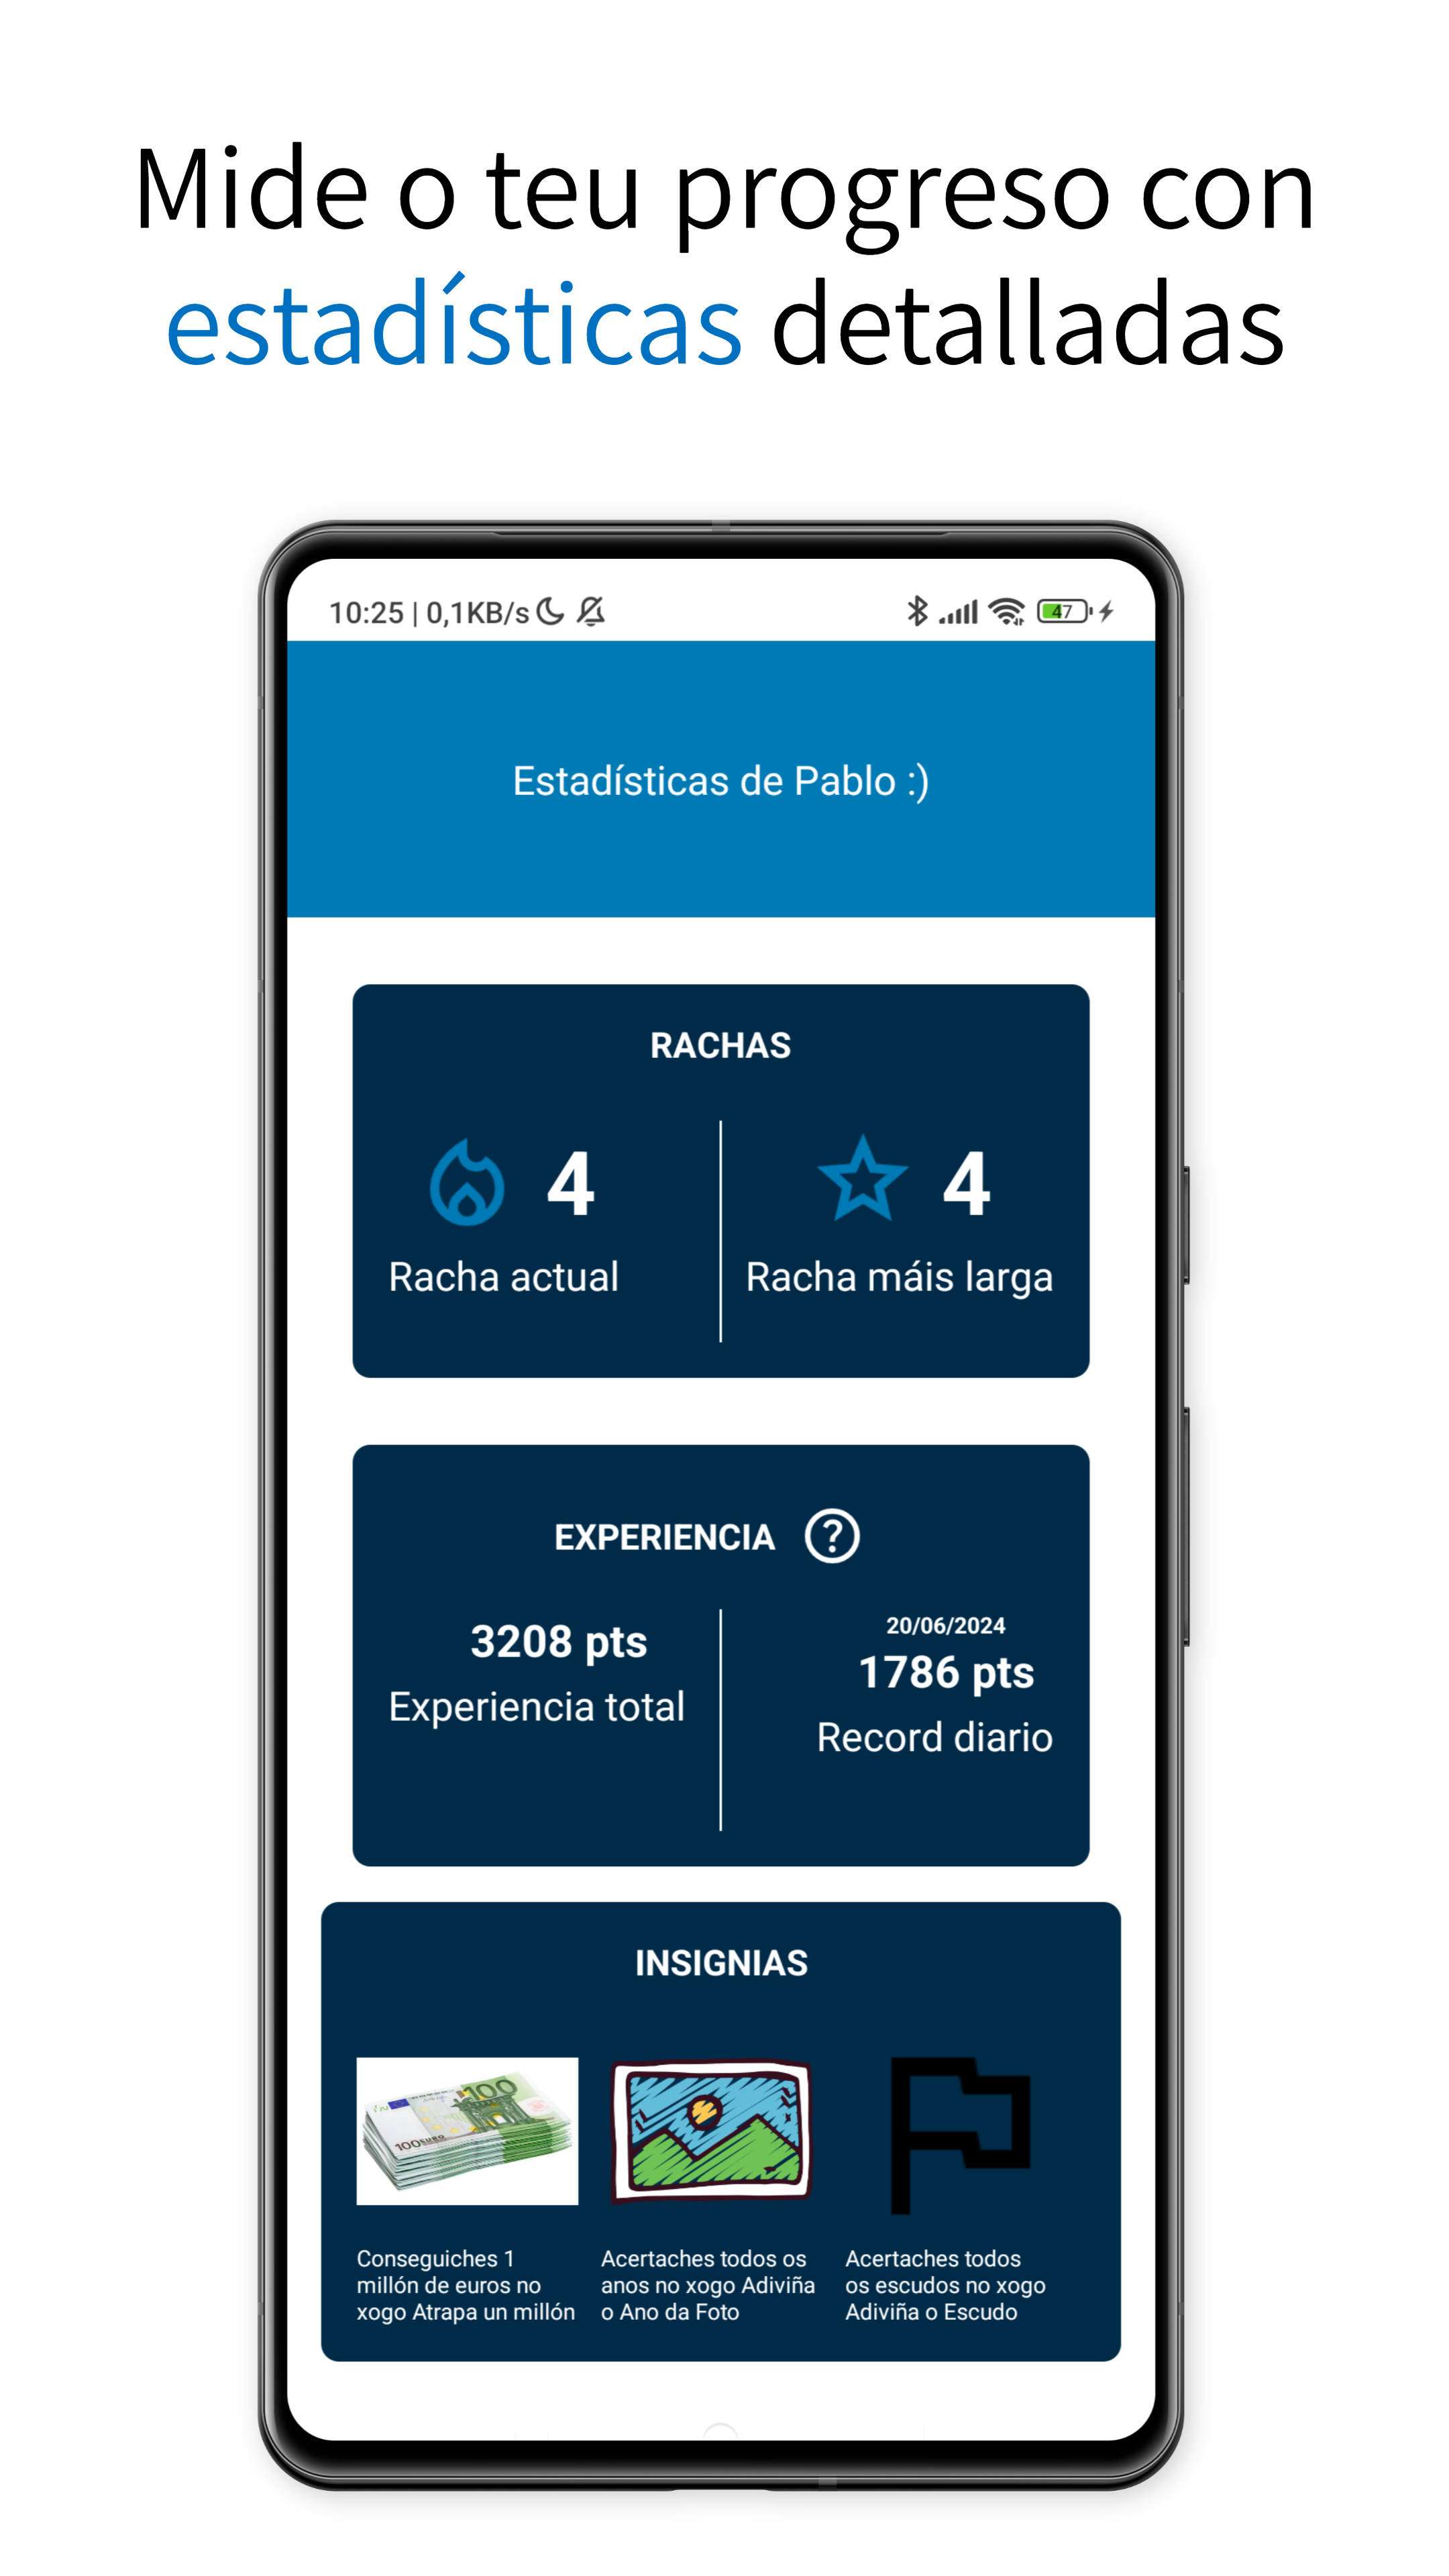 Mide o teu progreso con
estadísticas detalladas
10:25 | 0,1KB/s
47
Estadísticas de Pablo :)
RACHAS
4
Racha actual
4
Racha máis larga
EXPERIENCIA ?
3208 pts
Experiencia total
20/06/2024
1786 pts
Record diario
INSIGNIAS
100
100 EURO
Conseguiches 1
millón de euros no
xogo Atrapa un millón
Acertaches todos os
anos no xogo Adiviña
o Ano da Foto
Acertaches todos
os escudos no xogo
Adiviña o Escudo